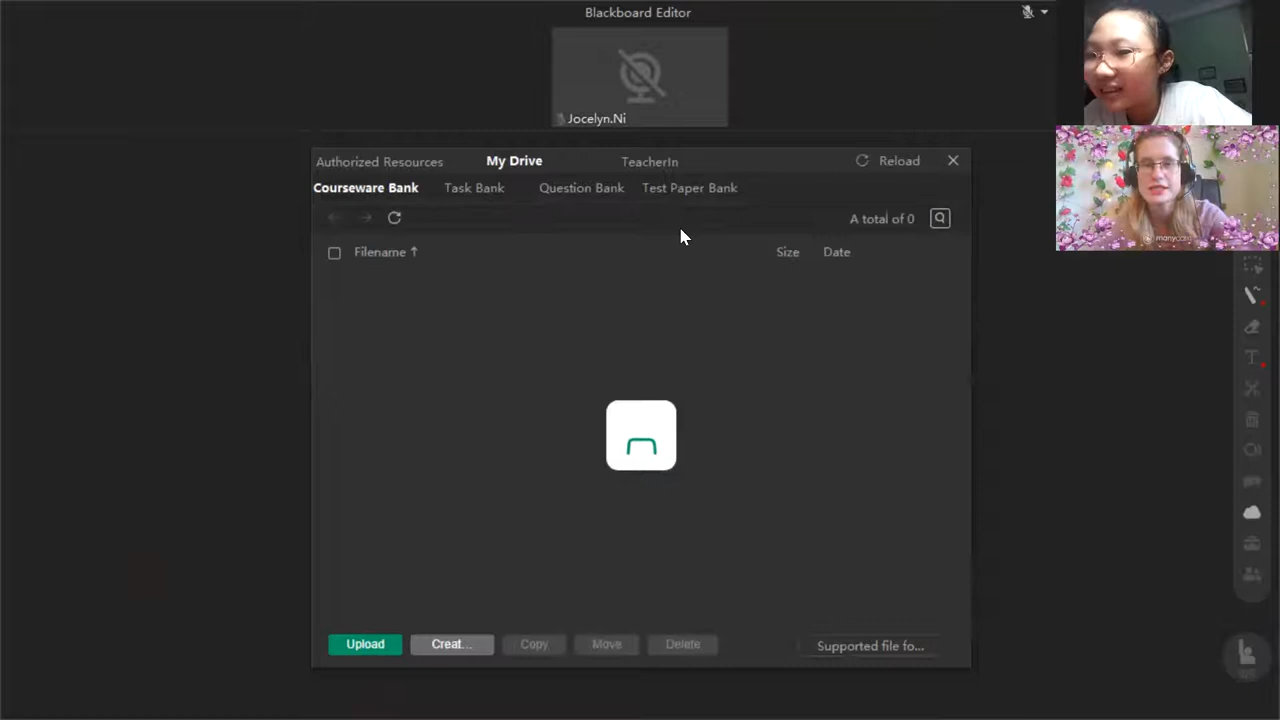 Blackboard Editor
Jocelyn.Ni
Authorized Resources My Drive TeacherIn Reload
Courseware Bank Task Bank Question Bank Test Paper Bank
A total of 0
Filename ↑ Size Date
Upload Creat... Copy Move Delete Supported file fo...
manycam